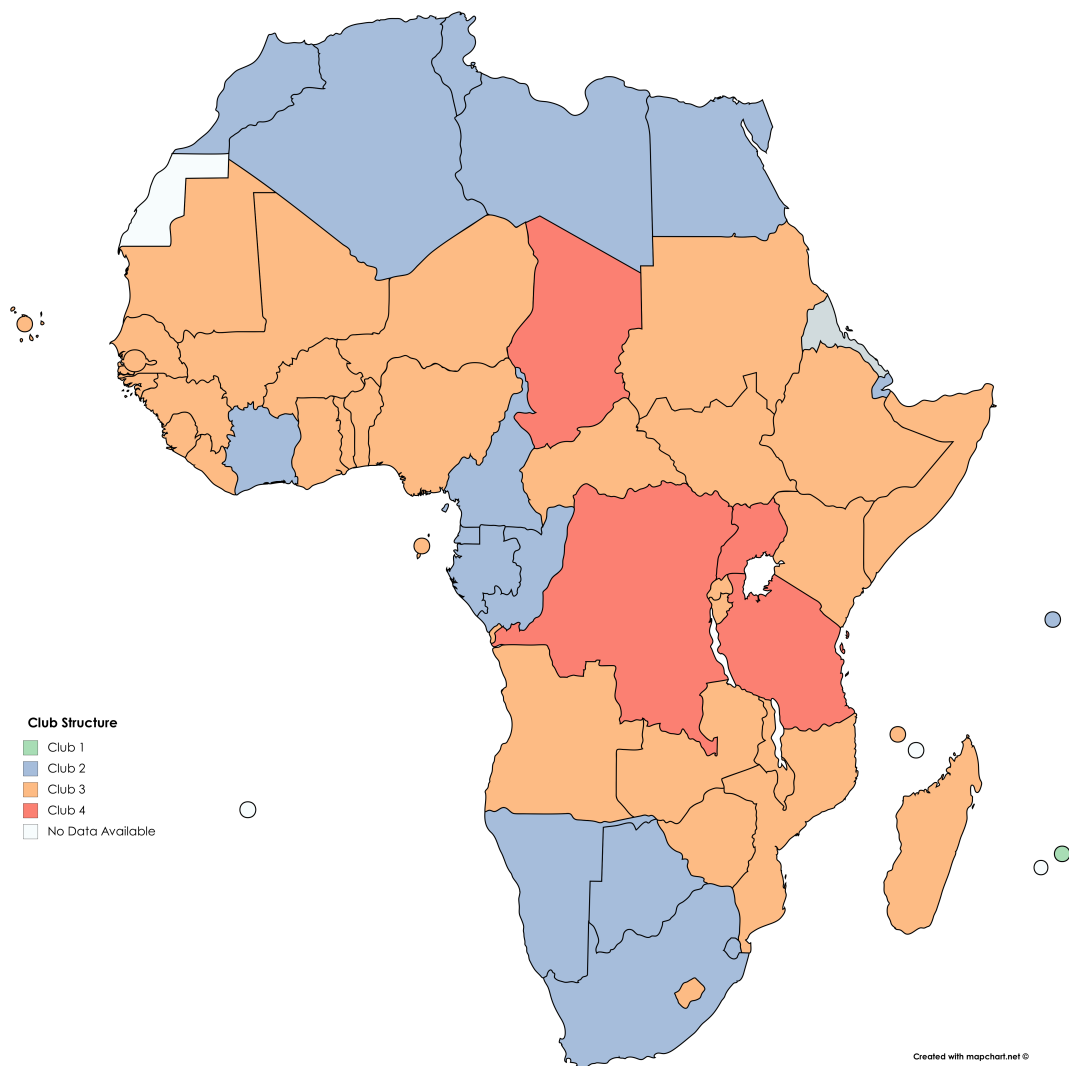 Club Structure
Club 1
Club 2
Club 3
Club 4
No Data Available
Created with mapchart.net ©